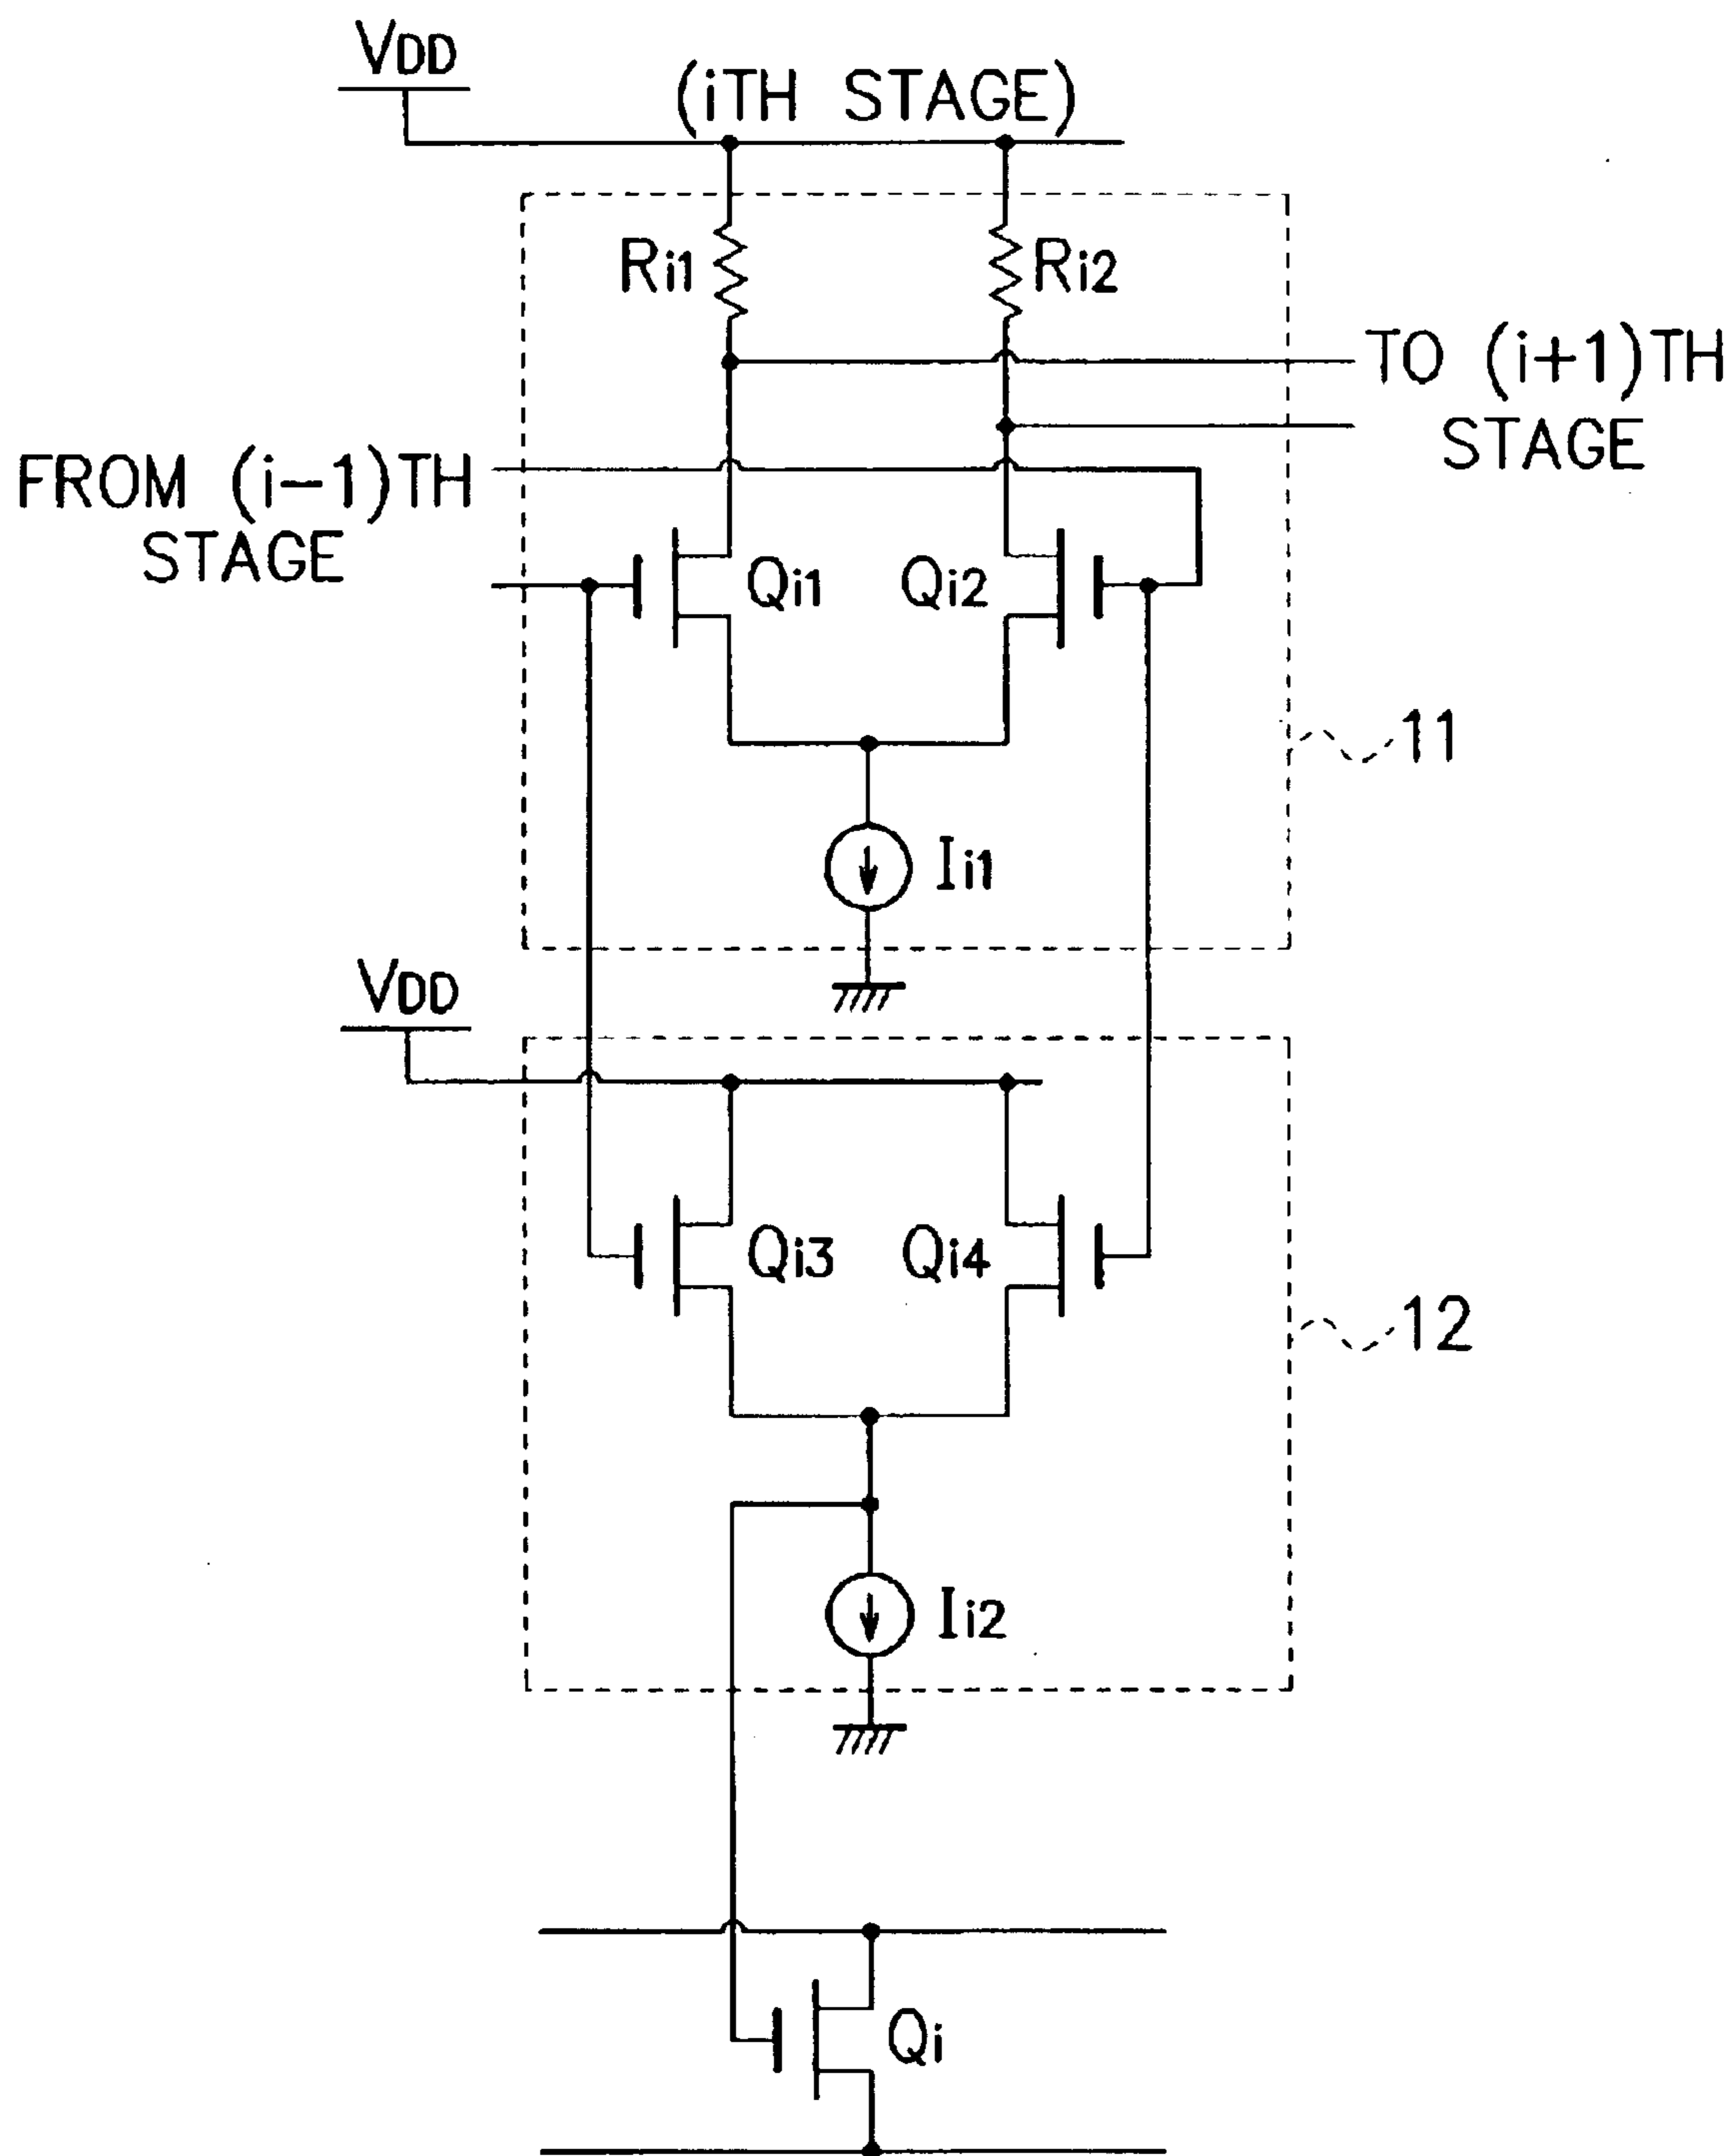 VDD
(iTH STAGE)
Ri1
Ri2
TO (i+1)TH
STAGE
FROM (i-1)TH
STAGE
Qi1
Qi2
11
Ii1
VDD
Qi3
Qi4
12
Ii2
Qi